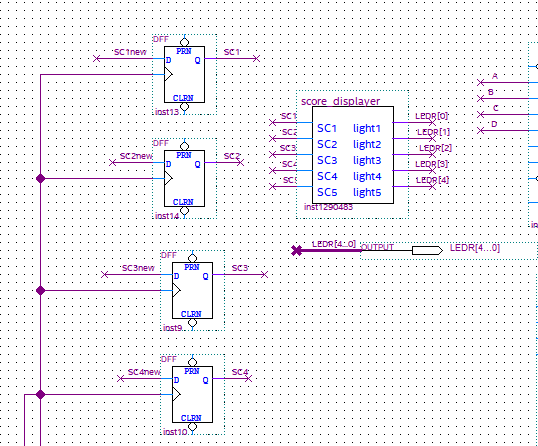 DFF
SC1new
PRN
D
Q
SC1
CLRN
inst13
DFF
SC2new
PRN
D
Q
SC2
CLRN
inst14
DFF
SC3new
PRN
D
Q
SC3
CLRN
inst9
DFF
SC4new
PRN
D
Q
SC4
CLRN
inst10
score_displayer
SC1 SC1 light1 LEDR[0]
SC2 SC2 light2 LEDR[1]
SC3 SC3 light3 LEDR[2]
SC4 SC4 light4 LEDR[3]
SC5 light5 LEDR[4]
inst1290483
LEDR[4...0] OUTPUT LEDR[4...0]
A
B
C
D